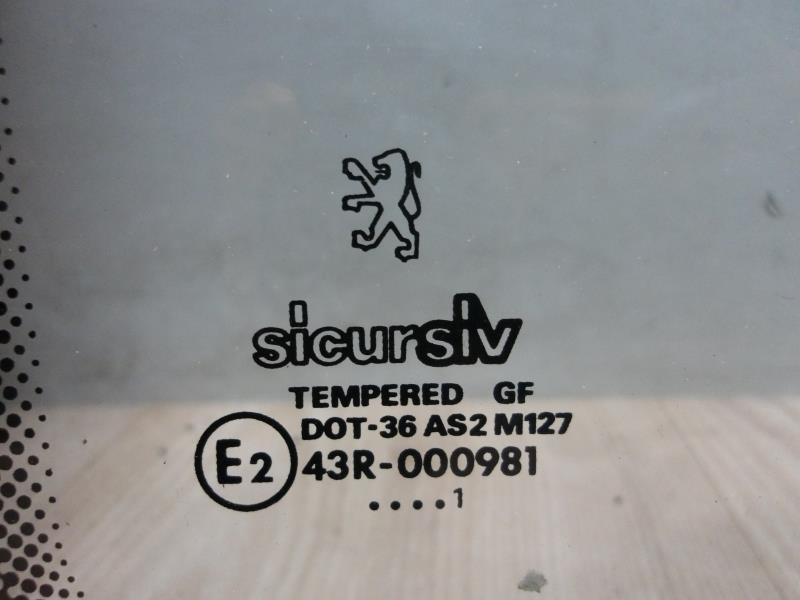 sicursiv
TEMPERED GF
DOT-36 AS2 M127
E2 43R-000981
....1